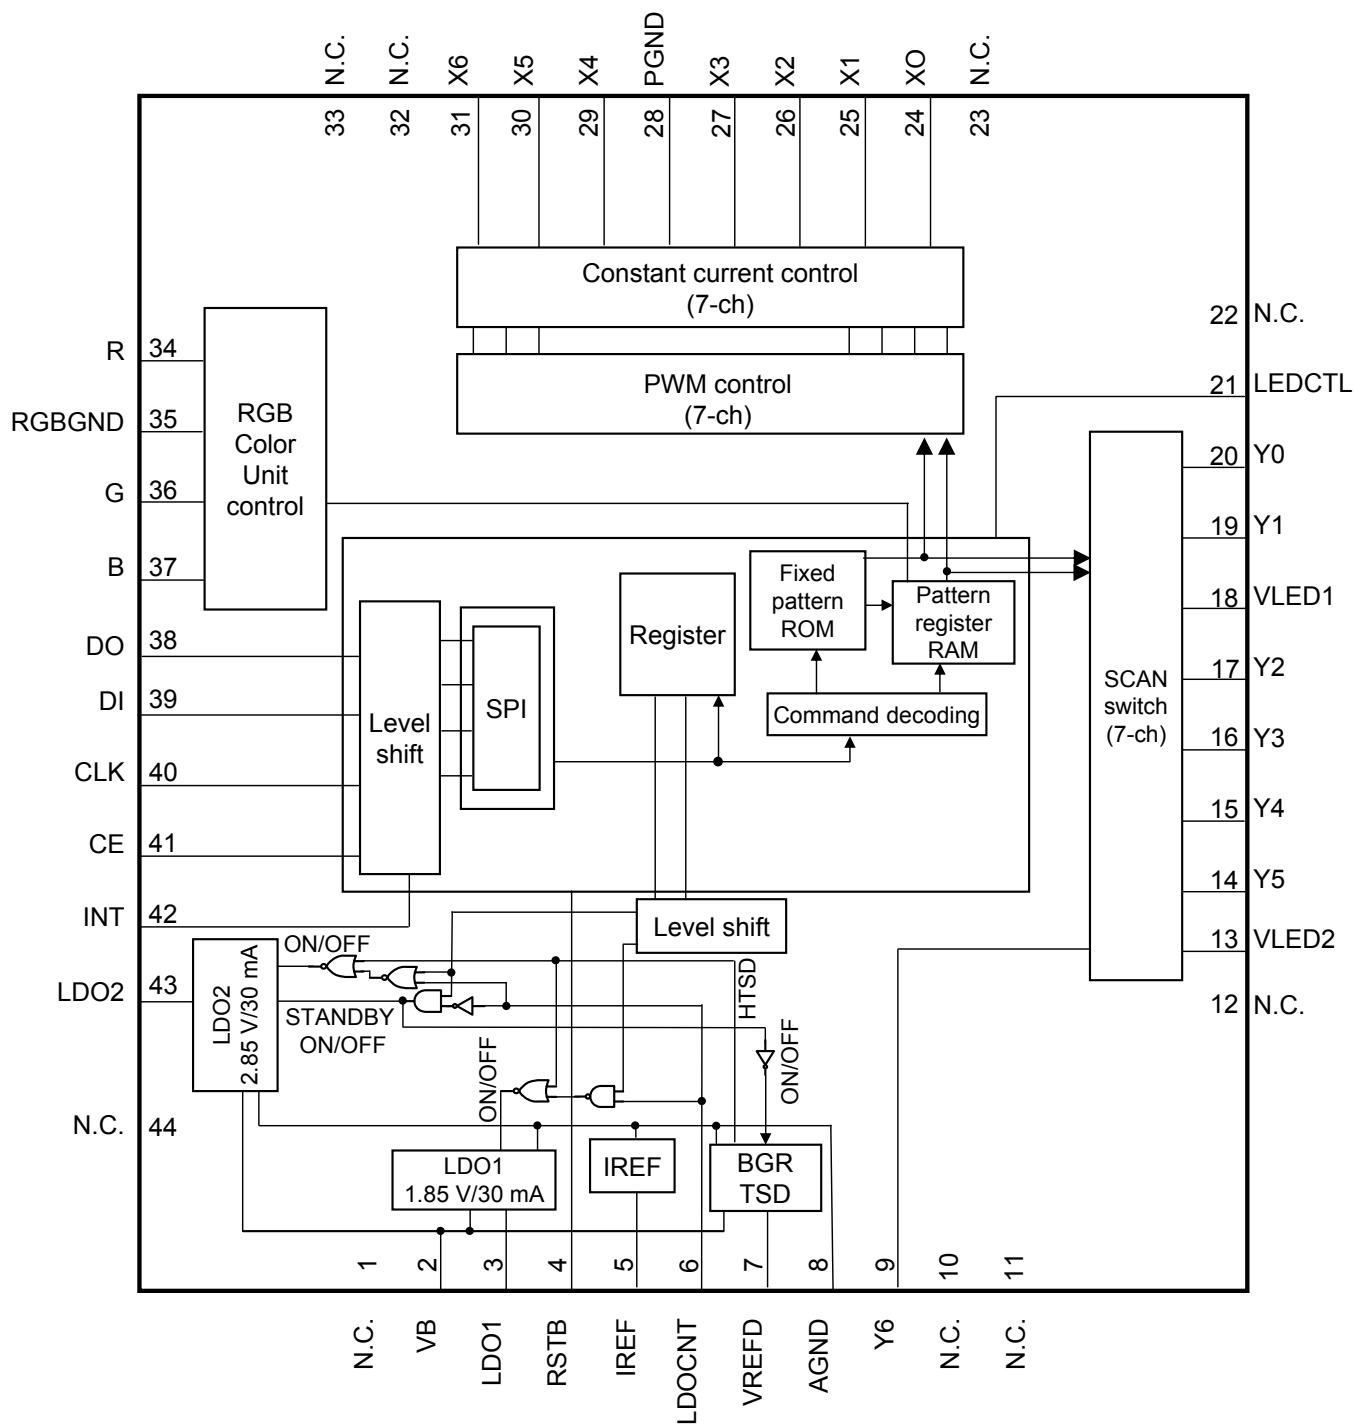 N.C.
N.C.
X6
X5
X4
PGND
X3
X2
X1
XO
N.C.
33
32
31
30
29
28
27
26
25
24
23
Constant current control
(7-ch)
PWM control
(7-ch)
22 N.C.
21 LEDCTL
20 Y0
19 Y1
18 VLED1
17 Y2
16 Y3
15 Y4
14 Y5
13 VLED2
12 N.C.
R 34
RGBGND 35
G 36
B 37
DO 38
DI 39
CLK 40
CE 41
INT 42
LDO2 43
N.C. 44
RGB
Color
Unit
control
Level
shift
SPI
Register
Fixed
pattern
ROM
Pattern
register
RAM
Command decoding
SCAN
switch
(7-ch)
Level shift
ON/OFF
LDO2
2.85 V/30 mA
STANDBY
ON/OFF
HTSD
ON/OFF
ON/OFF
LDO1
1.85 V/30 mA
IREF
BGR
TSD
1
2
3
4
5
6
7
8
9
10
11
N.C.
VB
LDO1
RSTB
IREF
LDOCNT
VREFD
AGND
Y6
N.C.
N.C.